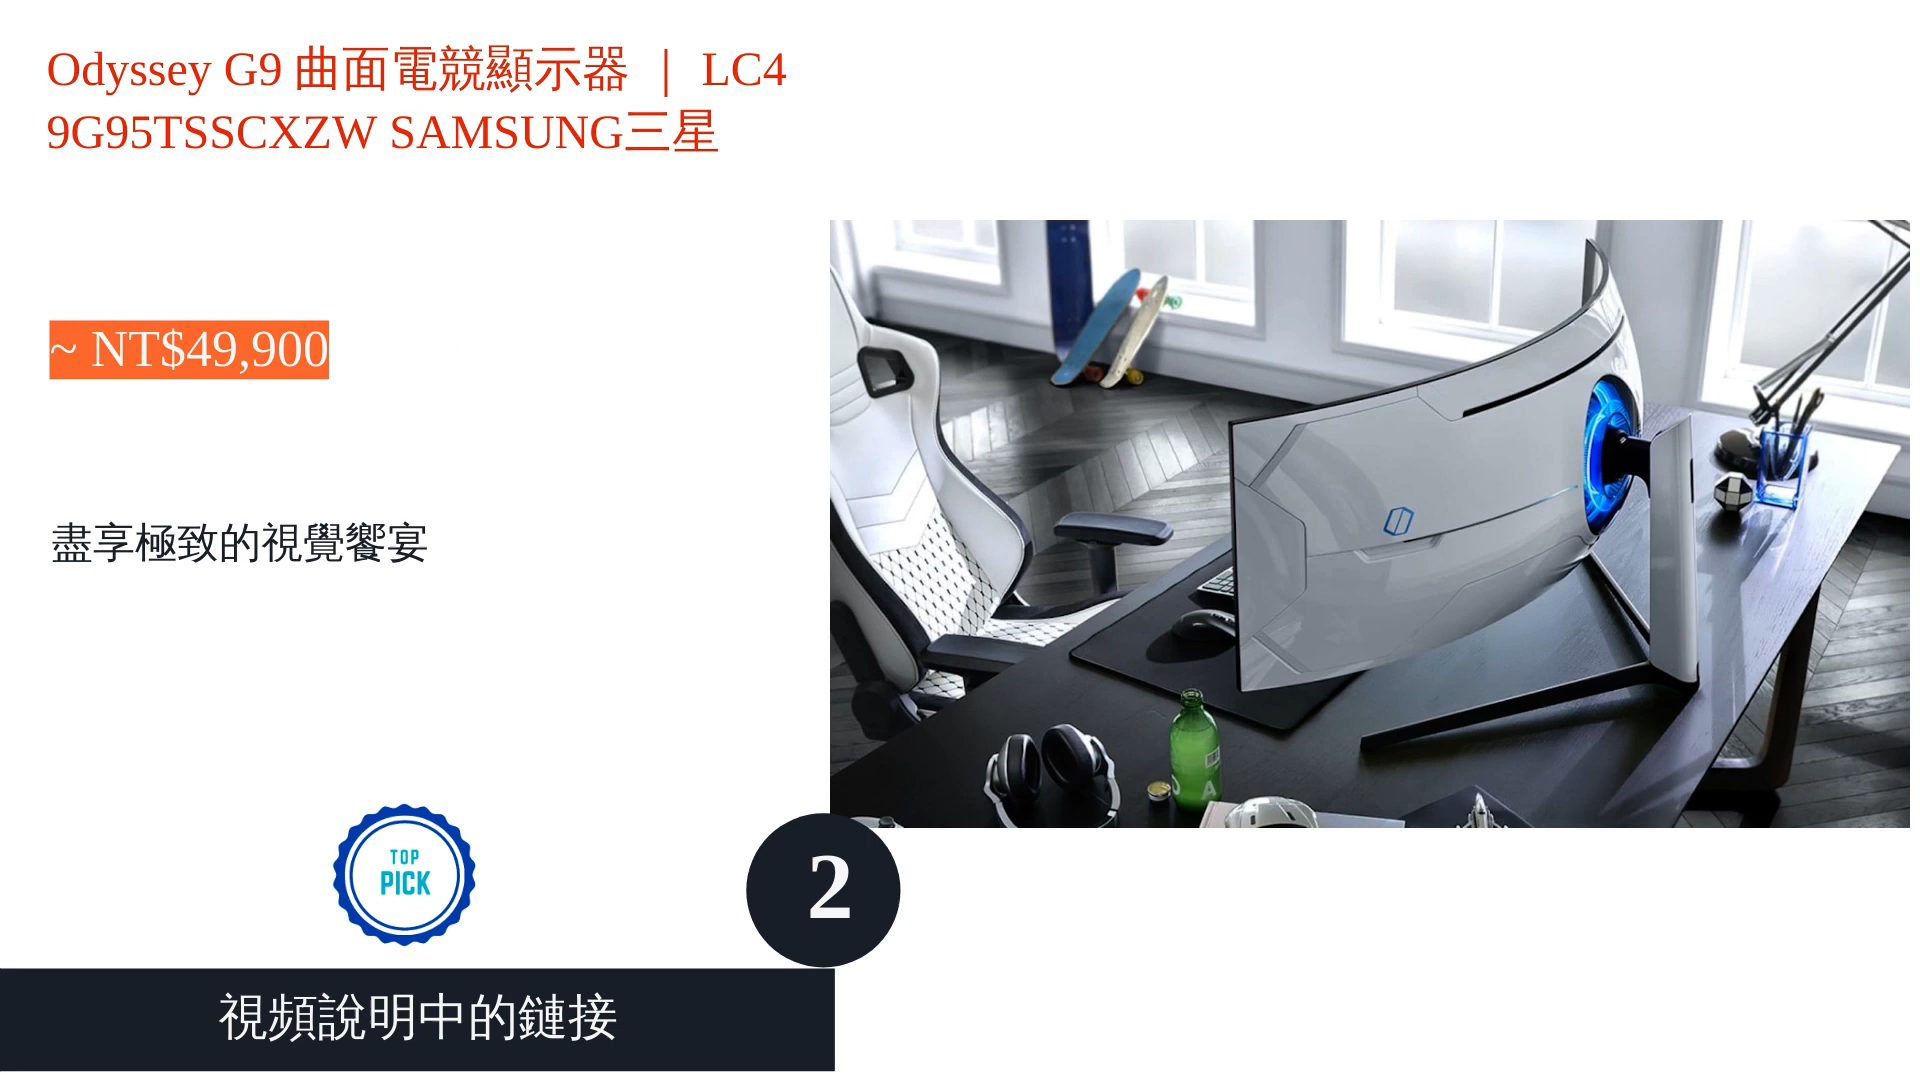 Odyssey G9 曲面電競顯示器 ｜ LC4
9G95TSSCXZW SAMSUNG三星
~ NT$49,900
盡享極致的視覺饗宴
TOP
PICK
2
視頻說明中的鏈接